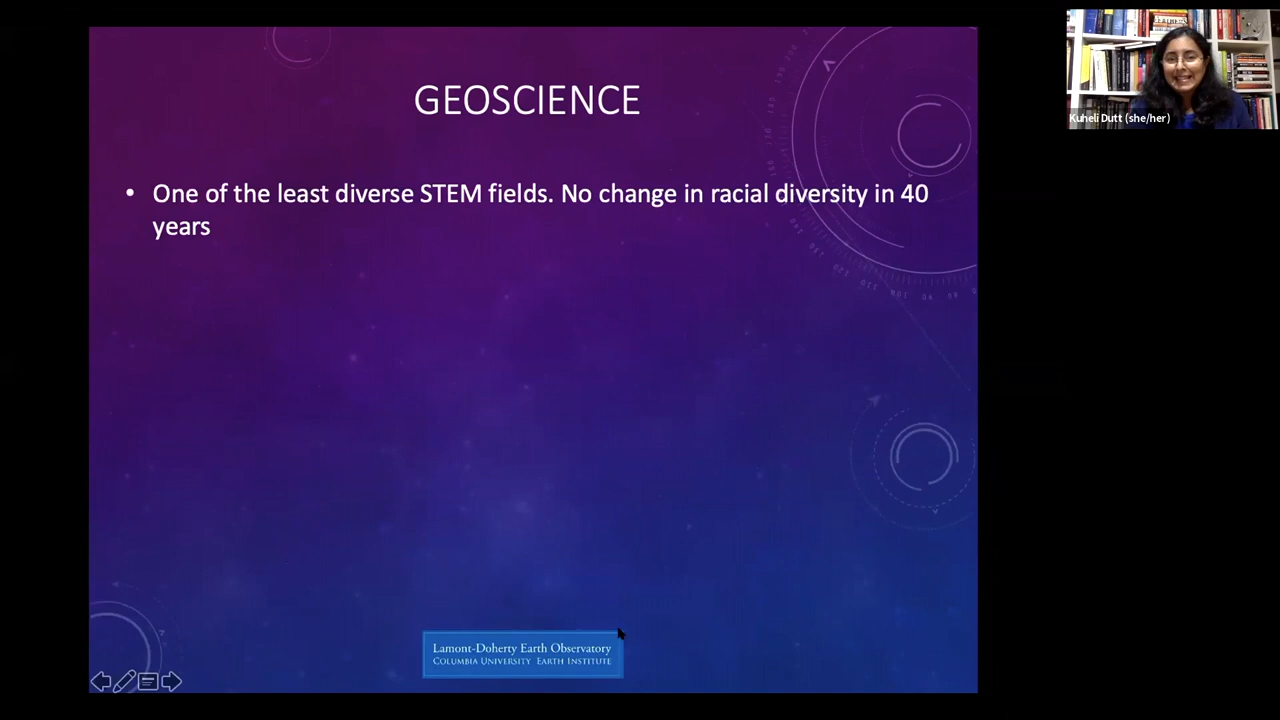 GEOSCIENCE
• One of the least diverse STEM fields. No change in racial diversity in 40
years
Lamont-Doherty Earth Observatory
COLUMBIA UNIVERSITY EARTH INSTITUTE
Kuheli Dutt (she/her)